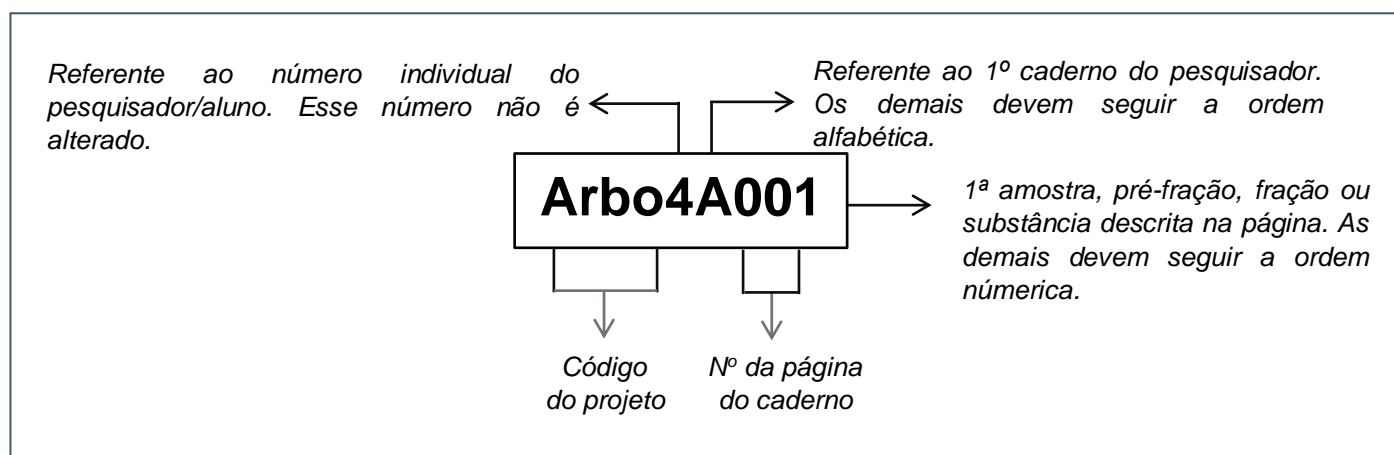 Referente ao número individual do
pesquisador/aluno. Esse número não é
alterado.
Referente ao 1º caderno do pesquisador.
Os demais devem seguir a ordem
alfabética.
Arbo4A001
1ª amostra, pré-fração, fração ou
substância descrita na página. As
demais devem seguir a ordem
númerica.
Código
do projeto
Nº da página
do caderno